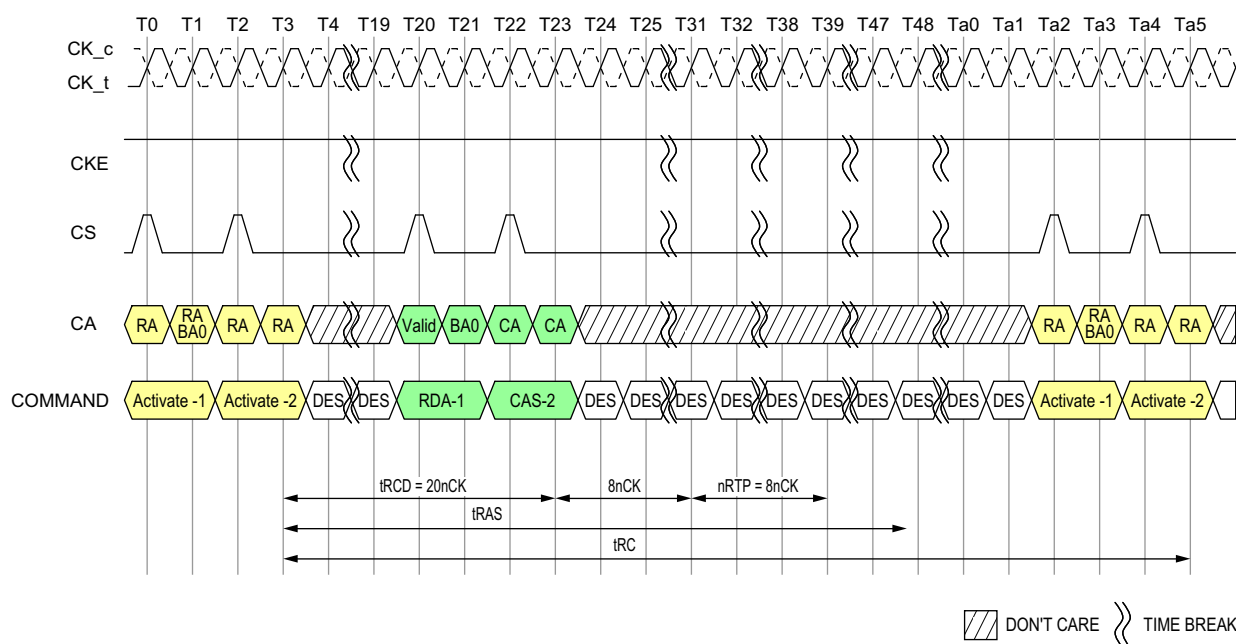 T0 T1 T2 T3 T4 T19 T20 T21 T22 T23 T24 T25 T31 T32 T38 T39 T47 T48 Ta0 Ta1 Ta2 Ta3 Ta4 Ta5
CK_c
CK_t
CKE
CS
CA RA RA BA0 RA RA Valid BA0 CA CA RA RA BA0 RA RA
COMMAND Activate -1 Activate -2 DES DES RDA-1 CAS-2 DES DES DES DES DES DES DES DES DES DES Activate -1 Activate -2
tRCD = 20nCK 8nCK nRTP = 8nCK
tRAS
tRC
DON'T CARE TIME BREAK